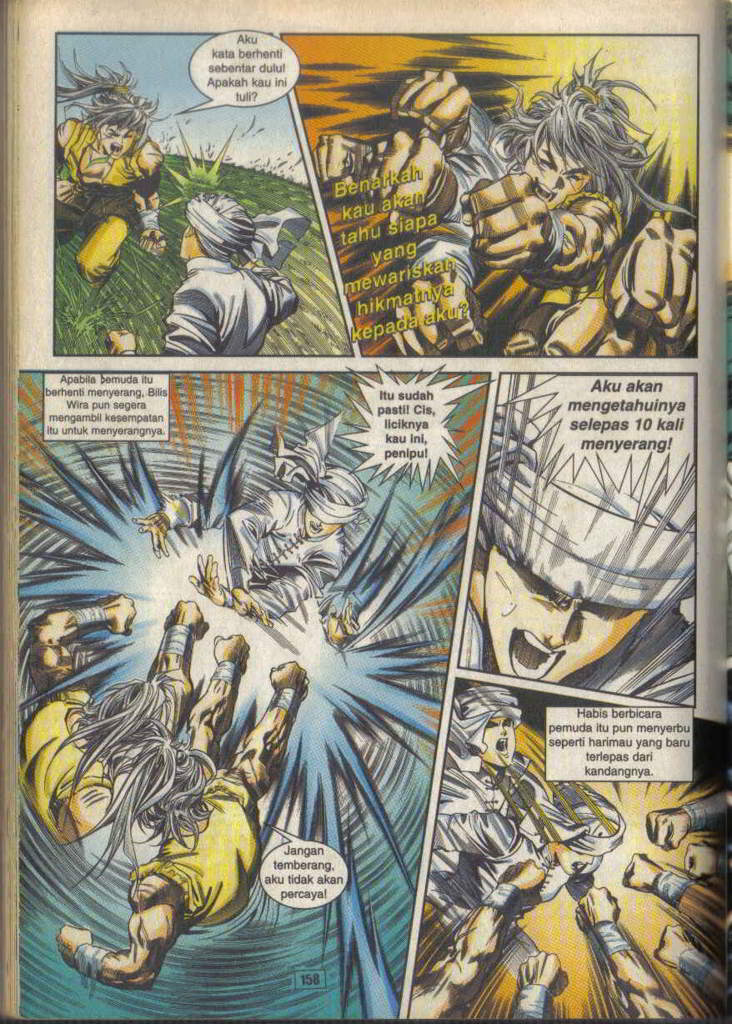 Aku
kata berhenti
sebentar dulu!
Apakah kau ini
tuli?
Benarkah
kau akan
tahu siapa
yang
mewariskan
hikmatnya
kepada aku?
Apabila pemuda itu
berhenti menyerang, Bilis
Wira pun segera
mengambil kesempatan
itu untuk menyerangnya.
Itu sudah
pasti! Cis,
liciknya
kau ini,
penipu!
Aku akan
mengetahuinya
selepas 10 kali
menyerang!
Habis berbicara
pemuda itu pun menyerbu
seperti harimau yang baru
terlepas dari
kandangnya.
Jangan
temberang,
aku tidak akan
percaya!
158